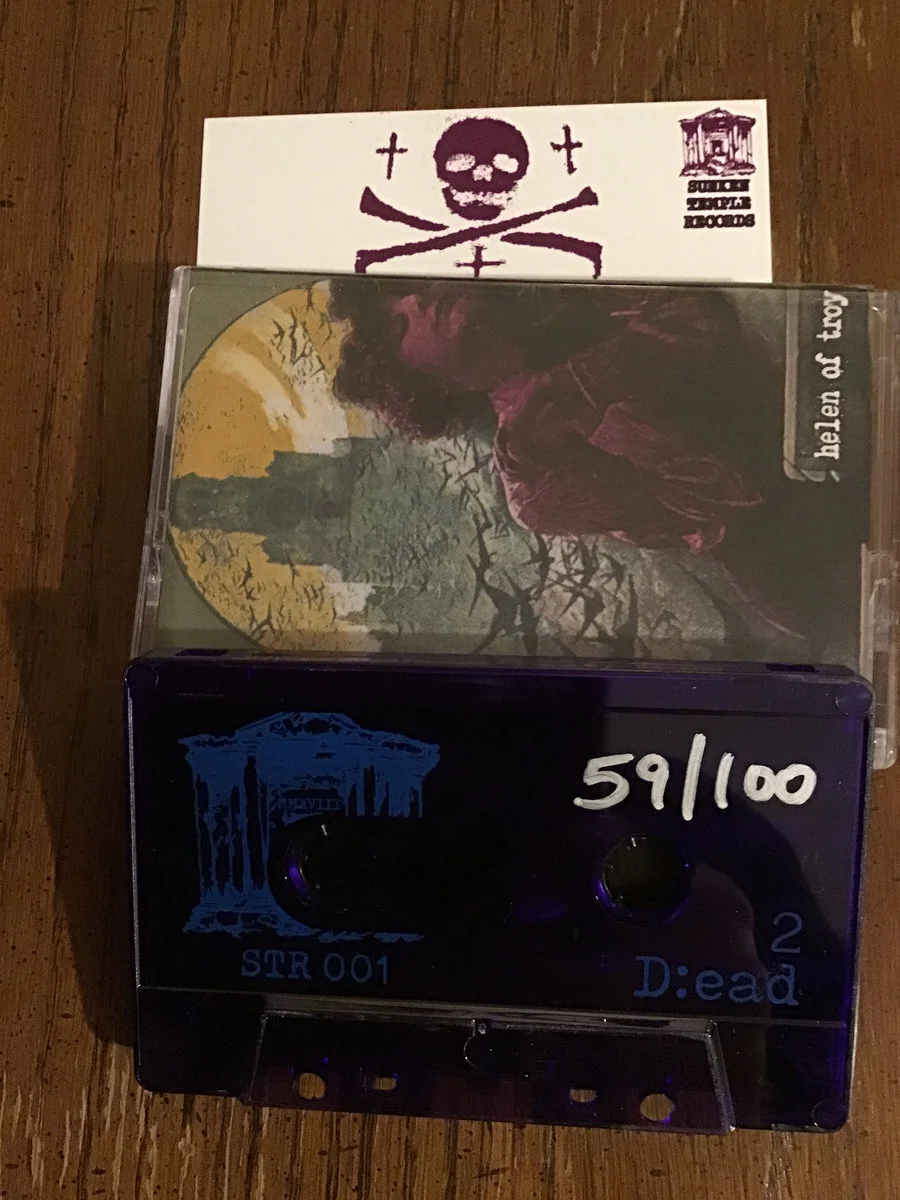 SUNKEN
TEMPLE
RECORDS
helen of troy
MMXVIII
59/100
STR 001
2
D:ead